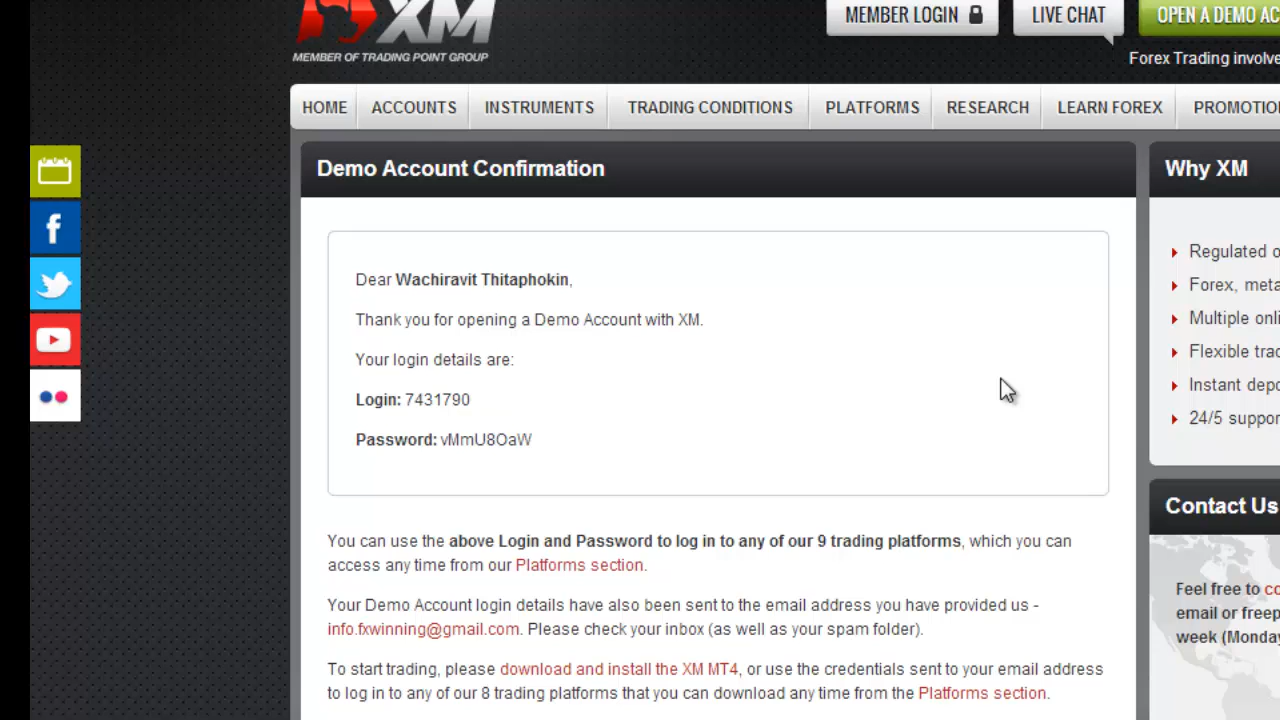 XM
MEMBER OF TRADING POINT GROUP
MEMBER LOGIN
LIVE CHAT
OPEN A DEMO AC
Forex Trading involve
HOME
ACCOUNTS
INSTRUMENTS
TRADING CONDITIONS
PLATFORMS
RESEARCH
LEARN FOREX
PROMOTIO
Demo Account Confirmation
Dear Wachiravit Thitaphokin,
Thank you for opening a Demo Account with XM.
Your login details are:
Login: 7431790
Password: vMmU8OaW
You can use the above Login and Password to log in to any of our 9 trading platforms, which you can
access any time from our Platforms section.
Your Demo Account login details have also been sent to the email address you have provided us -
info.fxwinning@gmail.com. Please check your inbox (as well as your spam folder).
To start trading, please download and install the XM MT4, or use the credentials sent to your email address
to log in to any of our 8 trading platforms that you can download any time from the Platforms section.
Why XM
Regulated o
Forex, meta
Multiple onli
Flexible trad
Instant depo
24/5 suppor
Contact Us
Feel free to co
email or freep
week (Monday